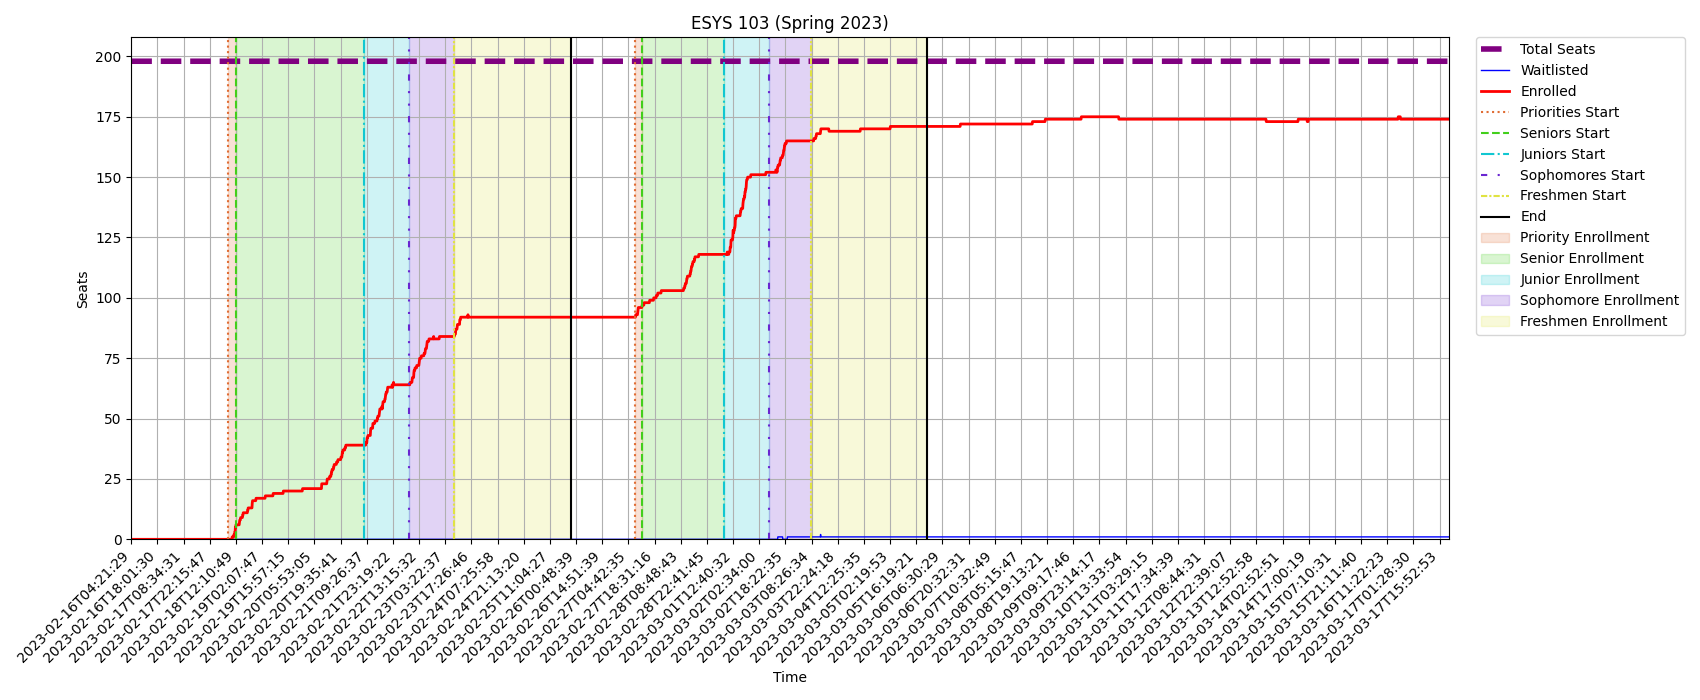 ESYS 103 (Spring 2023)
Seats
200
175
150
125
100
75
50
25
0
2023-02-16T04:21:29
2023-02-16T18:01:30
2023-02-17T08:34:31
2023-02-17T22:15:47
2023-02-18T12:10:49
2023-02-19T02:07:47
2023-02-19T15:57:15
2023-02-20T05:53:05
2023-02-20T19:35:41
2023-02-21T09:26:37
2023-02-21T23:19:22
2023-02-22T13:15:32
2023-02-23T03:22:37
2023-02-23T17:26:46
2023-02-24T07:25:58
2023-02-24T21:13:20
2023-02-25T11:04:27
2023-02-26T00:48:39
2023-02-26T14:51:39
2023-02-27T04:42:35
2023-02-27T18:31:16
2023-02-28T08:48:43
2023-02-28T22:41:45
2023-03-01T12:40:32
2023-03-02T02:34:00
2023-03-02T18:22:35
2023-03-03T08:26:34
2023-03-03T22:24:18
2023-03-04T12:25:35
2023-03-05T02:19:53
2023-03-05T16:19:21
2023-03-06T06:30:29
2023-03-06T20:32:31
2023-03-07T10:32:49
2023-03-08T05:15:47
2023-03-08T19:13:21
2023-03-09T09:17:46
2023-03-09T23:14:17
2023-03-10T13:33:54
2023-03-11T03:29:15
2023-03-11T17:34:39
2023-03-12T08:44:31
2023-03-12T22:39:07
2023-03-13T12:52:58
2023-03-14T02:52:51
2023-03-14T17:00:19
2023-03-15T07:10:31
2023-03-15T21:11:40
2023-03-16T11:22:23
2023-03-17T01:28:30
2023-03-17T15:52:53
Time
Total Seats
Waitlisted
Enrolled
Priorities Start
Seniors Start
Juniors Start
Sophomores Start
Freshmen Start
End
Priority Enrollment
Senior Enrollment
Junior Enrollment
Sophomore Enrollment
Freshmen Enrollment